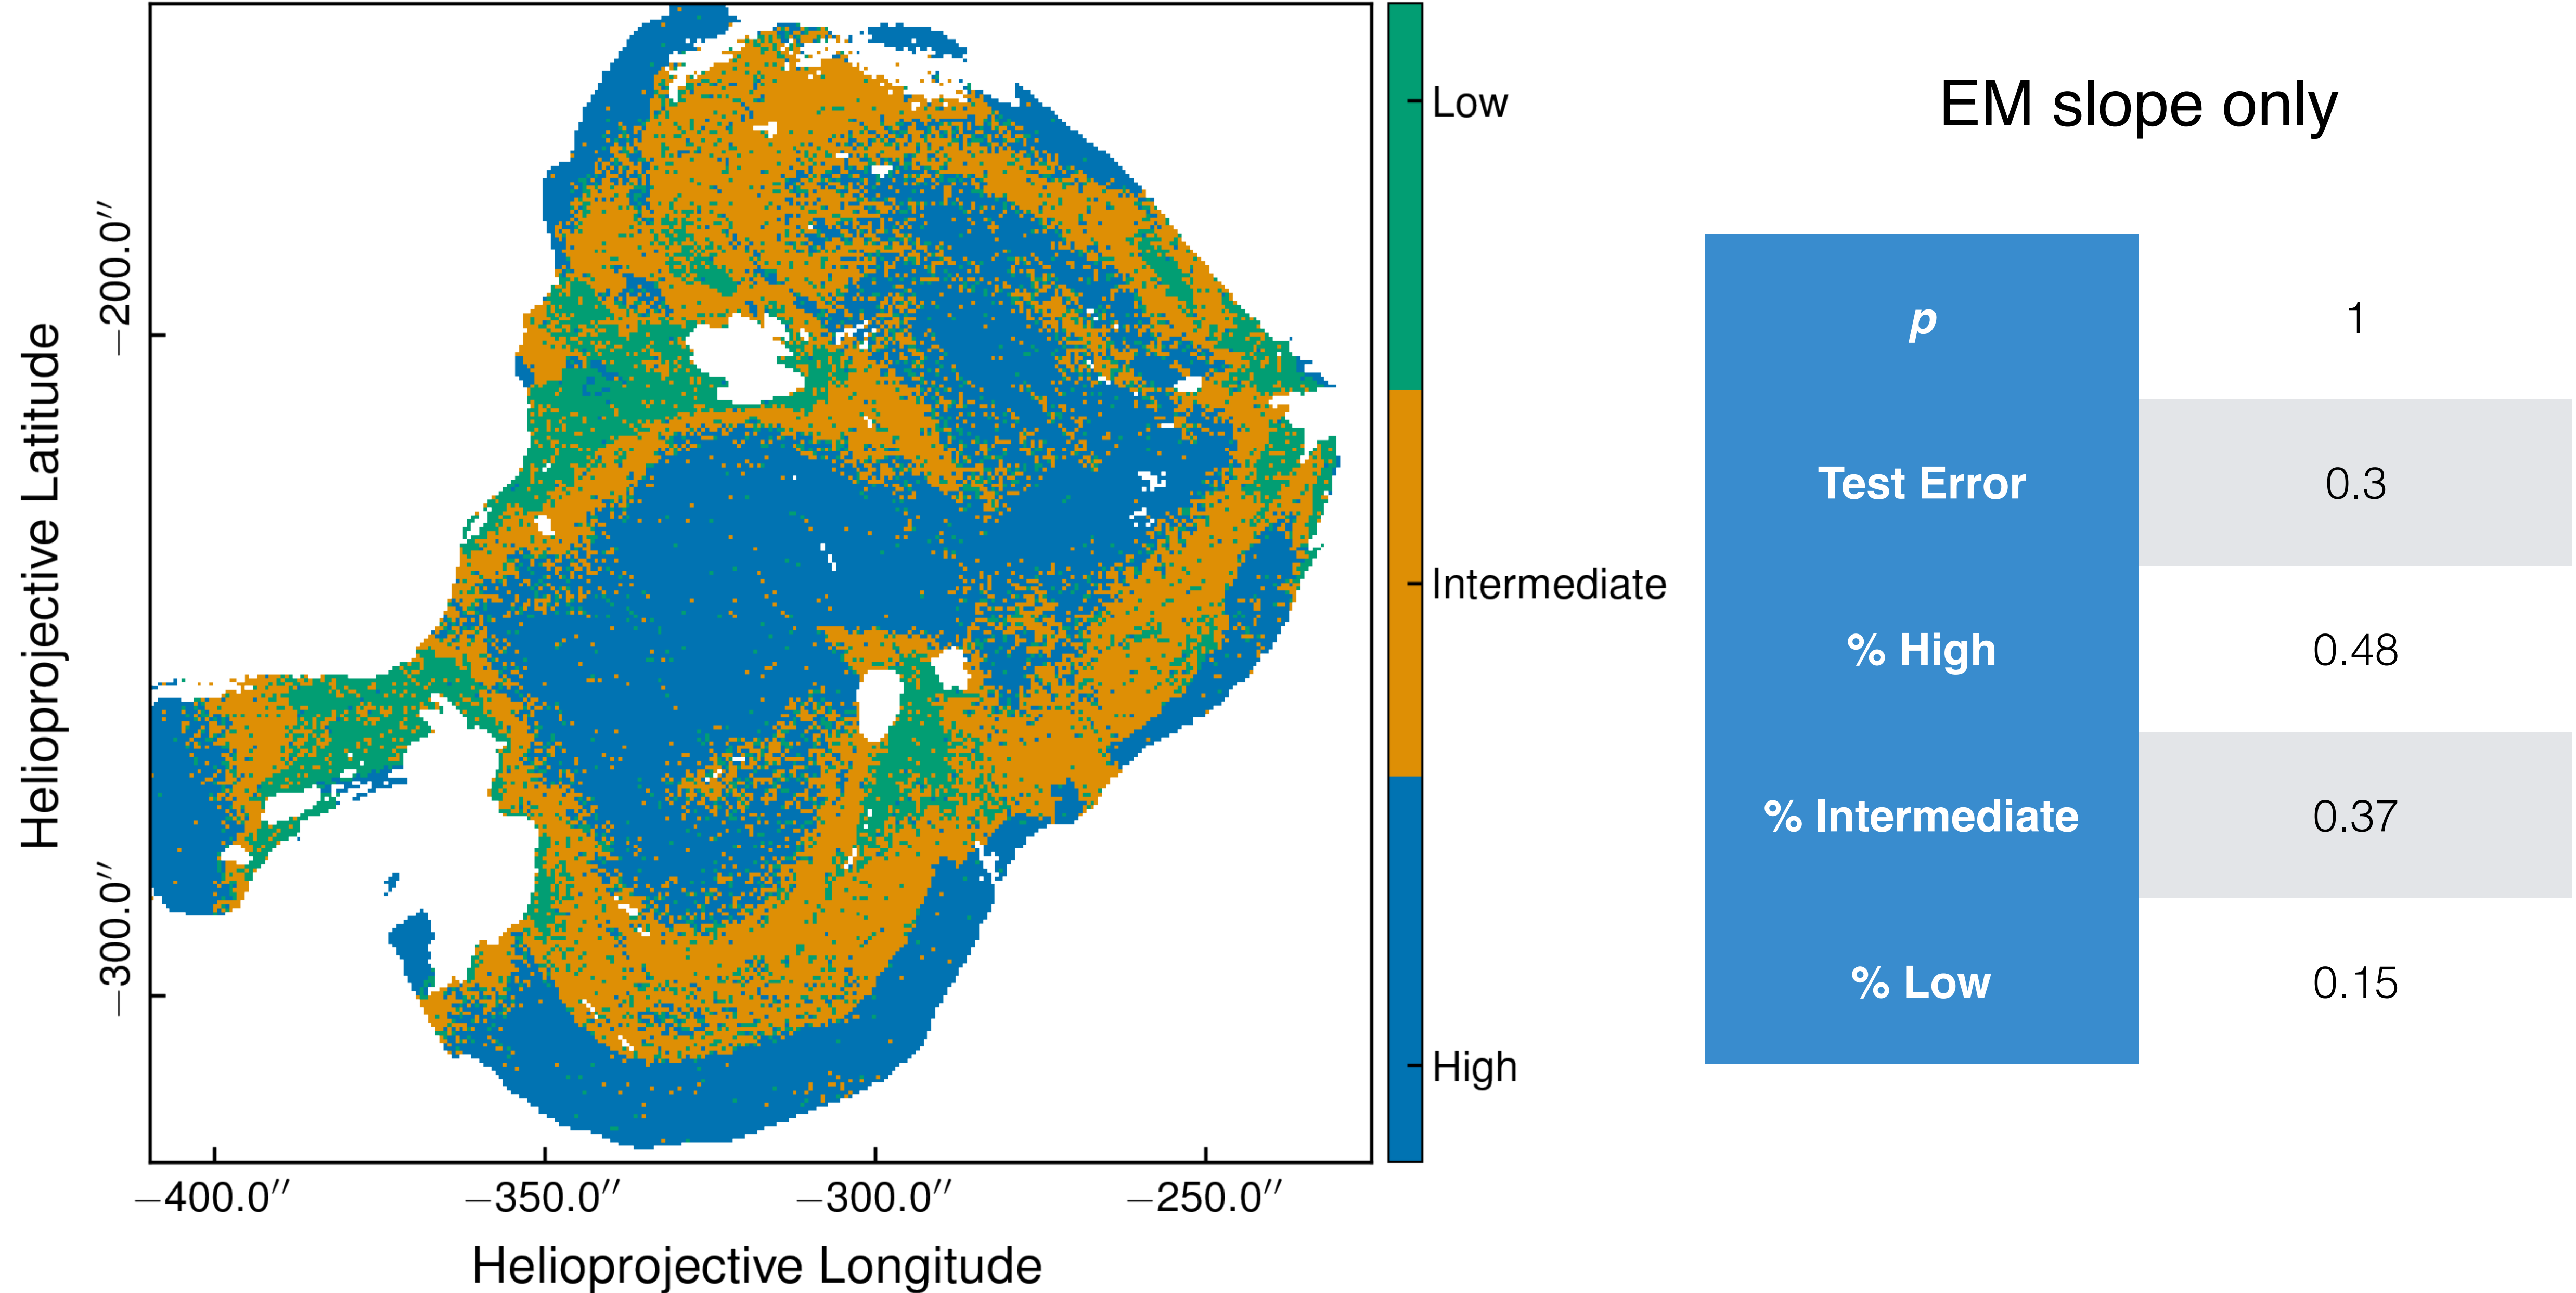 EM slope only
Helioprojective Latitude
−200.0′′
−300.0′′
−400.0′′
−350.0′′
−300.0′′
−250.0′′
Helioprojective Longitude
Low
Intermediate
High
p 1
Test Error 0.3
% High 0.48
% Intermediate 0.37
% Low 0.15